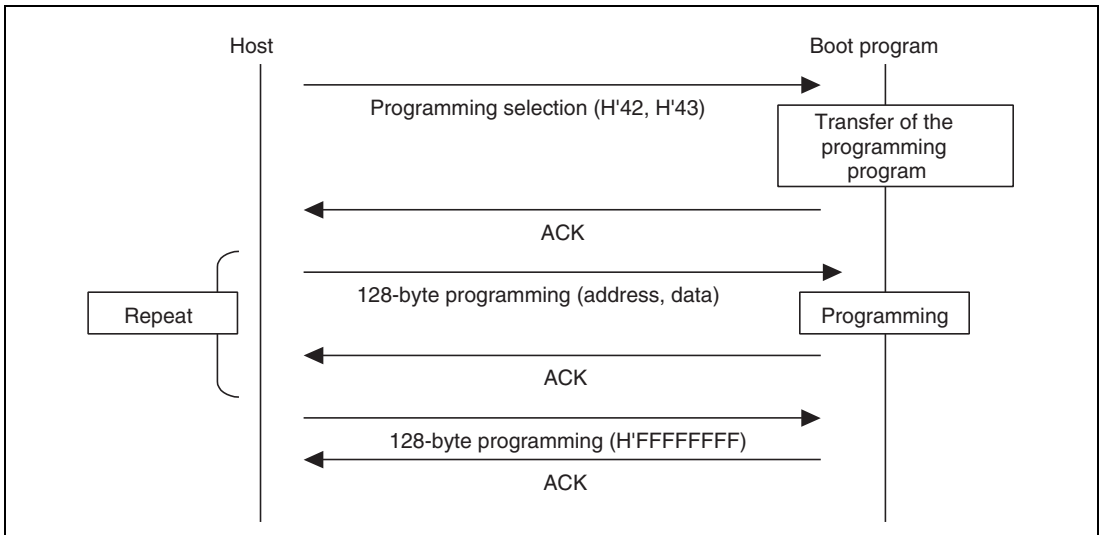 Host
Boot program
Programming selection (H'42, H'43)
Transfer of the
programming
program
ACK
128-byte programming (address, data)
Repeat
Programming
ACK
128-byte programming (H'FFFFFFFF)
ACK